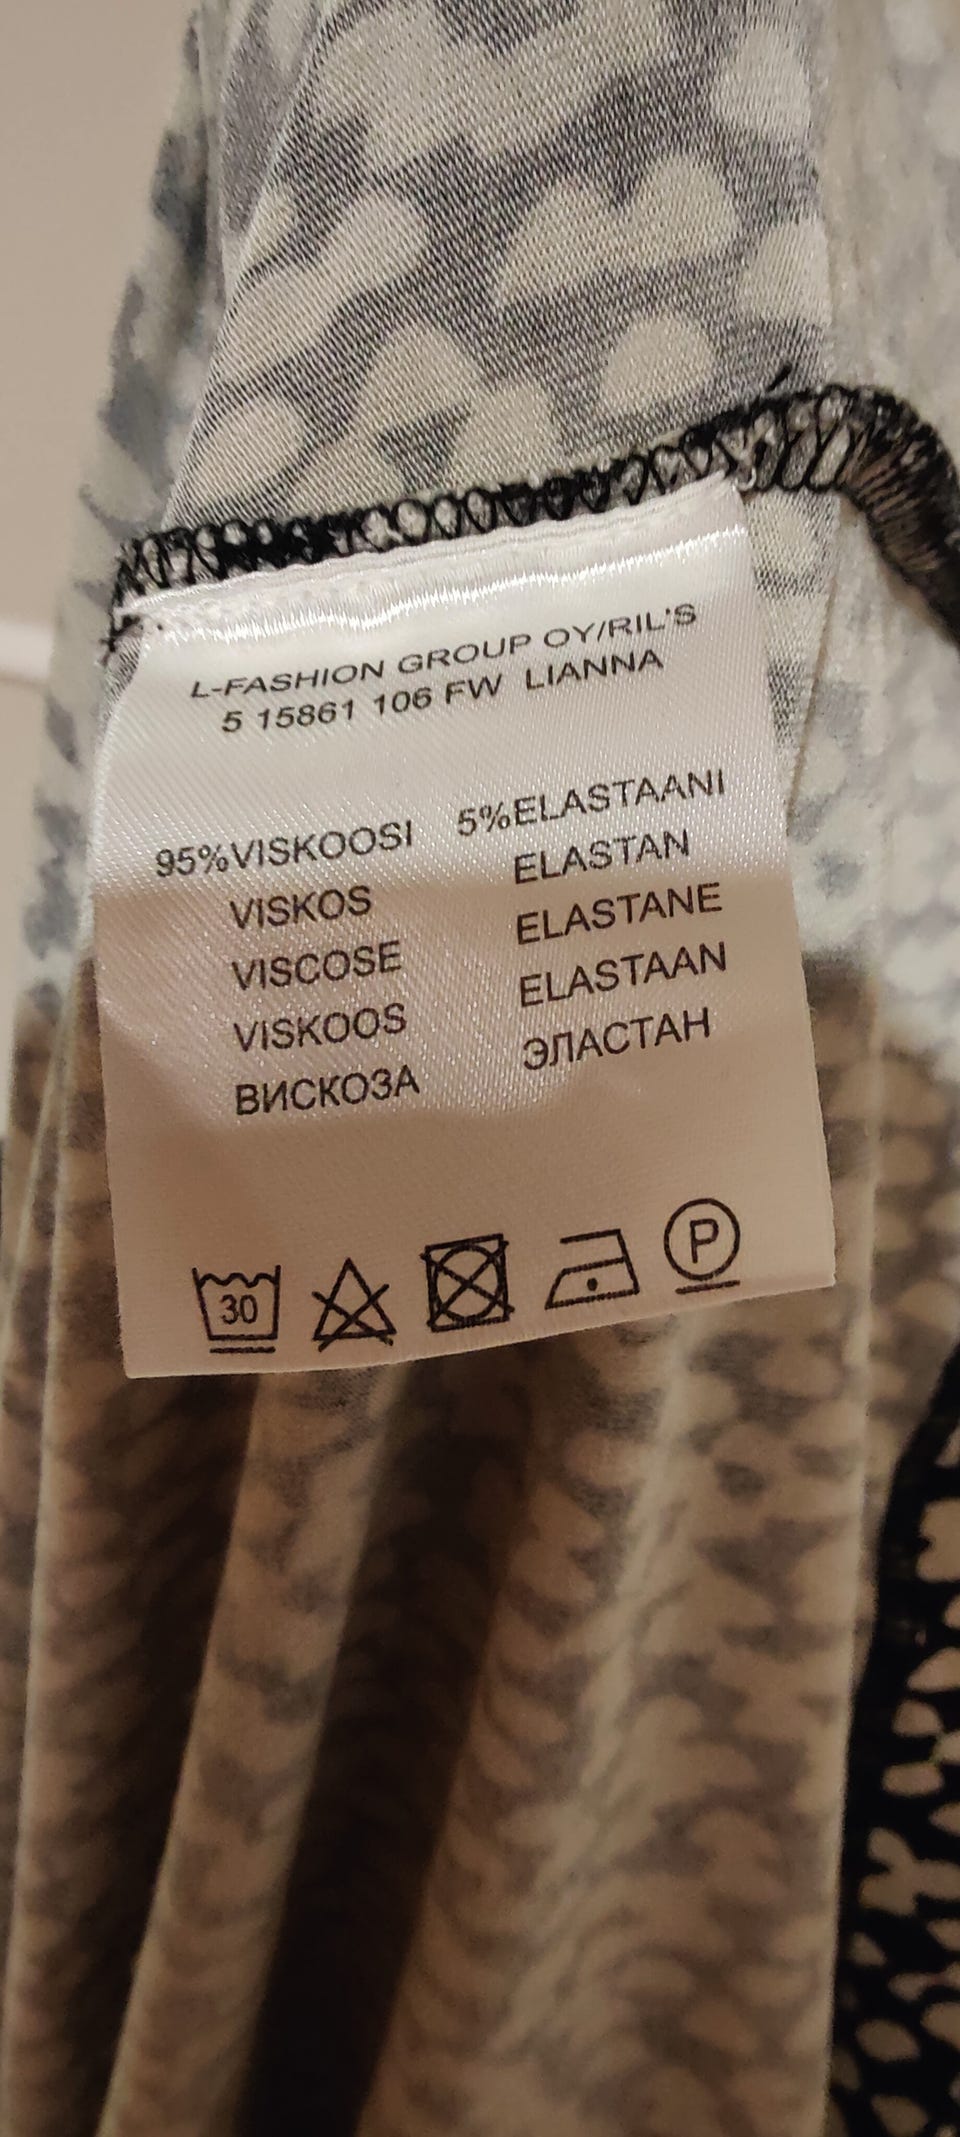 L-FASHION GROUP OY/RIL'S
5 15861 106 FW LIANNA
95%VISKOOSI 5%ELASTAANI
VISKOS ELASTAN
VISCOSE ELASTANE
VISKOOS ELASTAAN
ВИСКОЗА ЭЛАСТАН
30 P